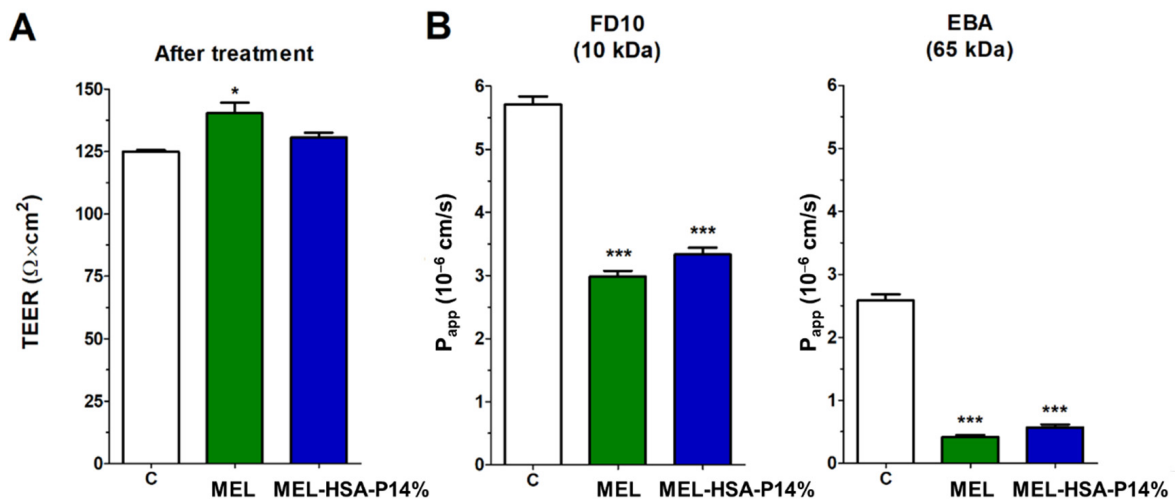 A
After treatment
TEER (Ω×cm²)
150
125
100
75
50
25
0
*
C
MEL
MEL-HSA-P14%
B
FD10
(10 kDa)
P_app (10⁻⁶ cm/s)
6
5
4
3
2
1
0
***
***
C
MEL
MEL-HSA-P14%
EBA
(65 kDa)
P_app (10⁻⁶ cm/s)
6
5
4
3
2
1
0
***
***
C
MEL
MEL-HSA-P14%